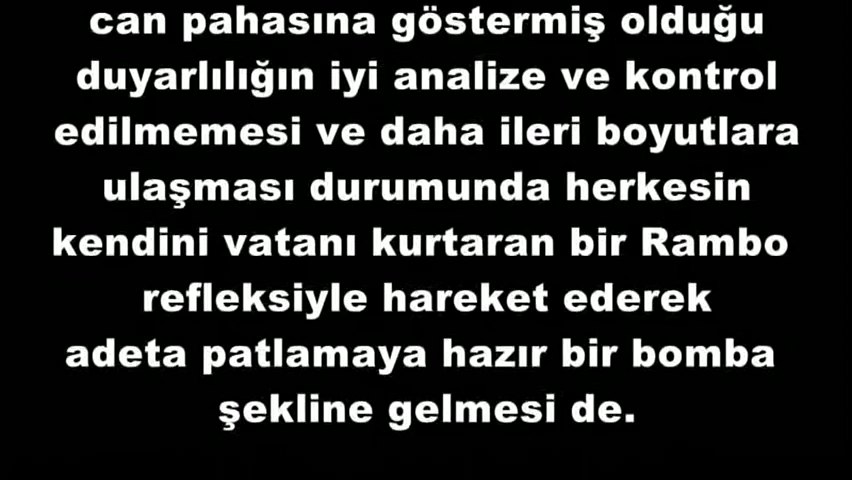 can pahasına göstermiş olduğu
duyarlılığın iyi analize ve kontrol
edilmemesi ve daha ileri boyutlara
ulaşması durumunda herkesin
kendini vatanı kurtaran bir Rambo
refleksiyle hareket ederek
adeta patlamaya hazır bir bomba
şekline gelmesi de.